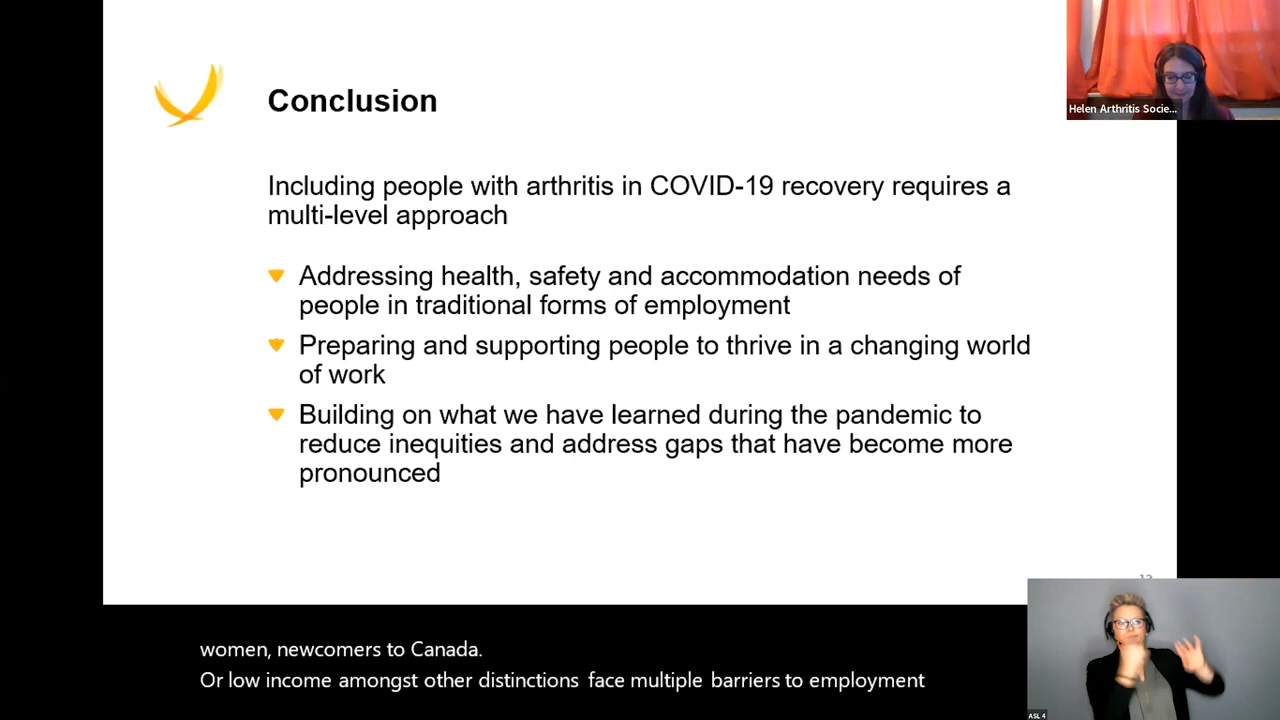 Conclusion
Helen Arthritis Socie...
Including people with arthritis in COVID-19 recovery requires a
multi-level approach
Addressing health, safety and accommodation needs of
people in traditional forms of employment
Preparing and supporting people to thrive in a changing world
of work
Building on what we have learned during the pandemic to
reduce inequities and address gaps that have become more
pronounced
women, newcomers to Canada.
Or low income amongst other distinctions face multiple barriers to employment
ASL 4